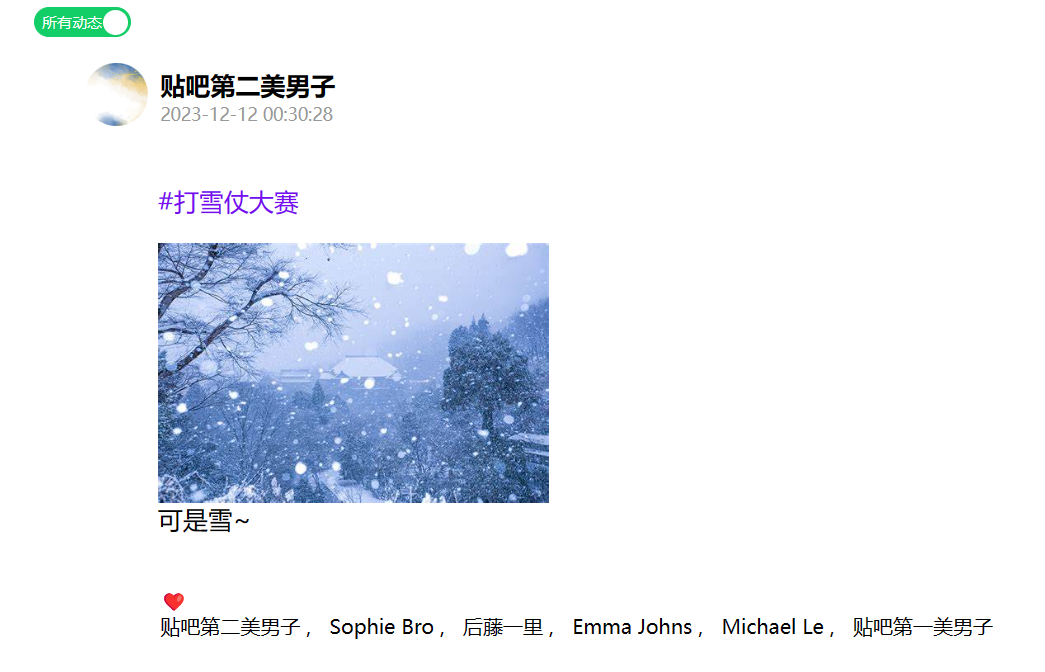 所有动态
贴吧第二美男子
2023-12-12 00:30:28
#打雪仗大赛
可是雪~
贴吧第二美男子， Sophie Bro， 后藤一里， Emma Johns， Michael Le， 贴吧第一美男子